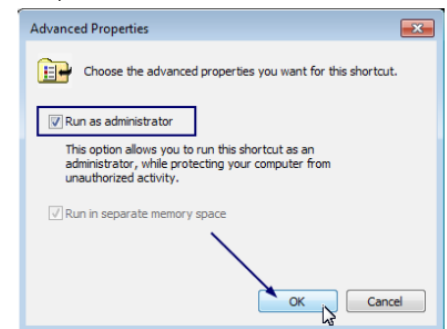 Advanced Properties
Choose the advanced properties you want for this shortcut.
Run as administrator
This option allows you to run this shortcut as an
administrator, while protecting your computer from
unauthorized activity.
Run in separate memory space
OK
Cancel